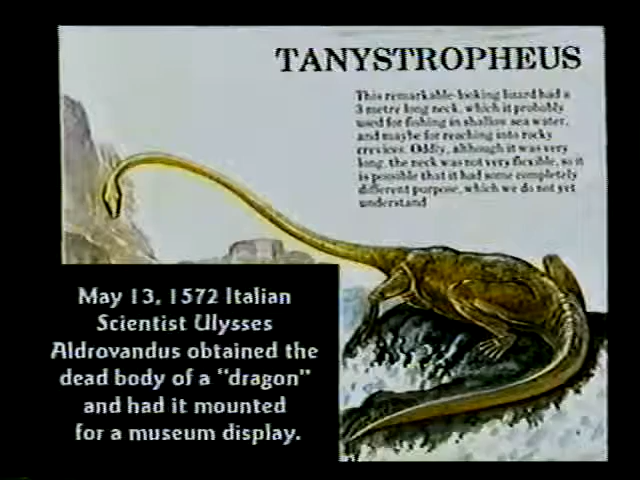 TANYSTROPHEUS
This remarkable-looking lizard had a
3 metre long neck, which it probably
used for fishing in shallow sea water,
and maybe for reaching into rocky
crevices. Oddly, although it was very
long, the neck was not very flexible, so it
is possible that it had some completely
different purpose, which we do not yet
understand
May 13, 1572 Italian
Scientist Ulysses
Aldrovandus obtained the
dead body of a "dragon"
and had it mounted
for a museum display.